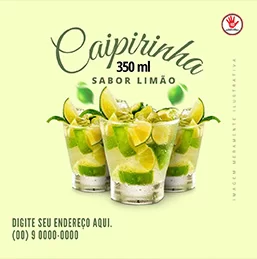 Caipirinha
350 ml
SABOR LIMÃO
IMAGEM MERAMENTE ILUSTRATIVA
DIGITE SEU ENDEREÇO AQUI.
(00) 9 0000-0000